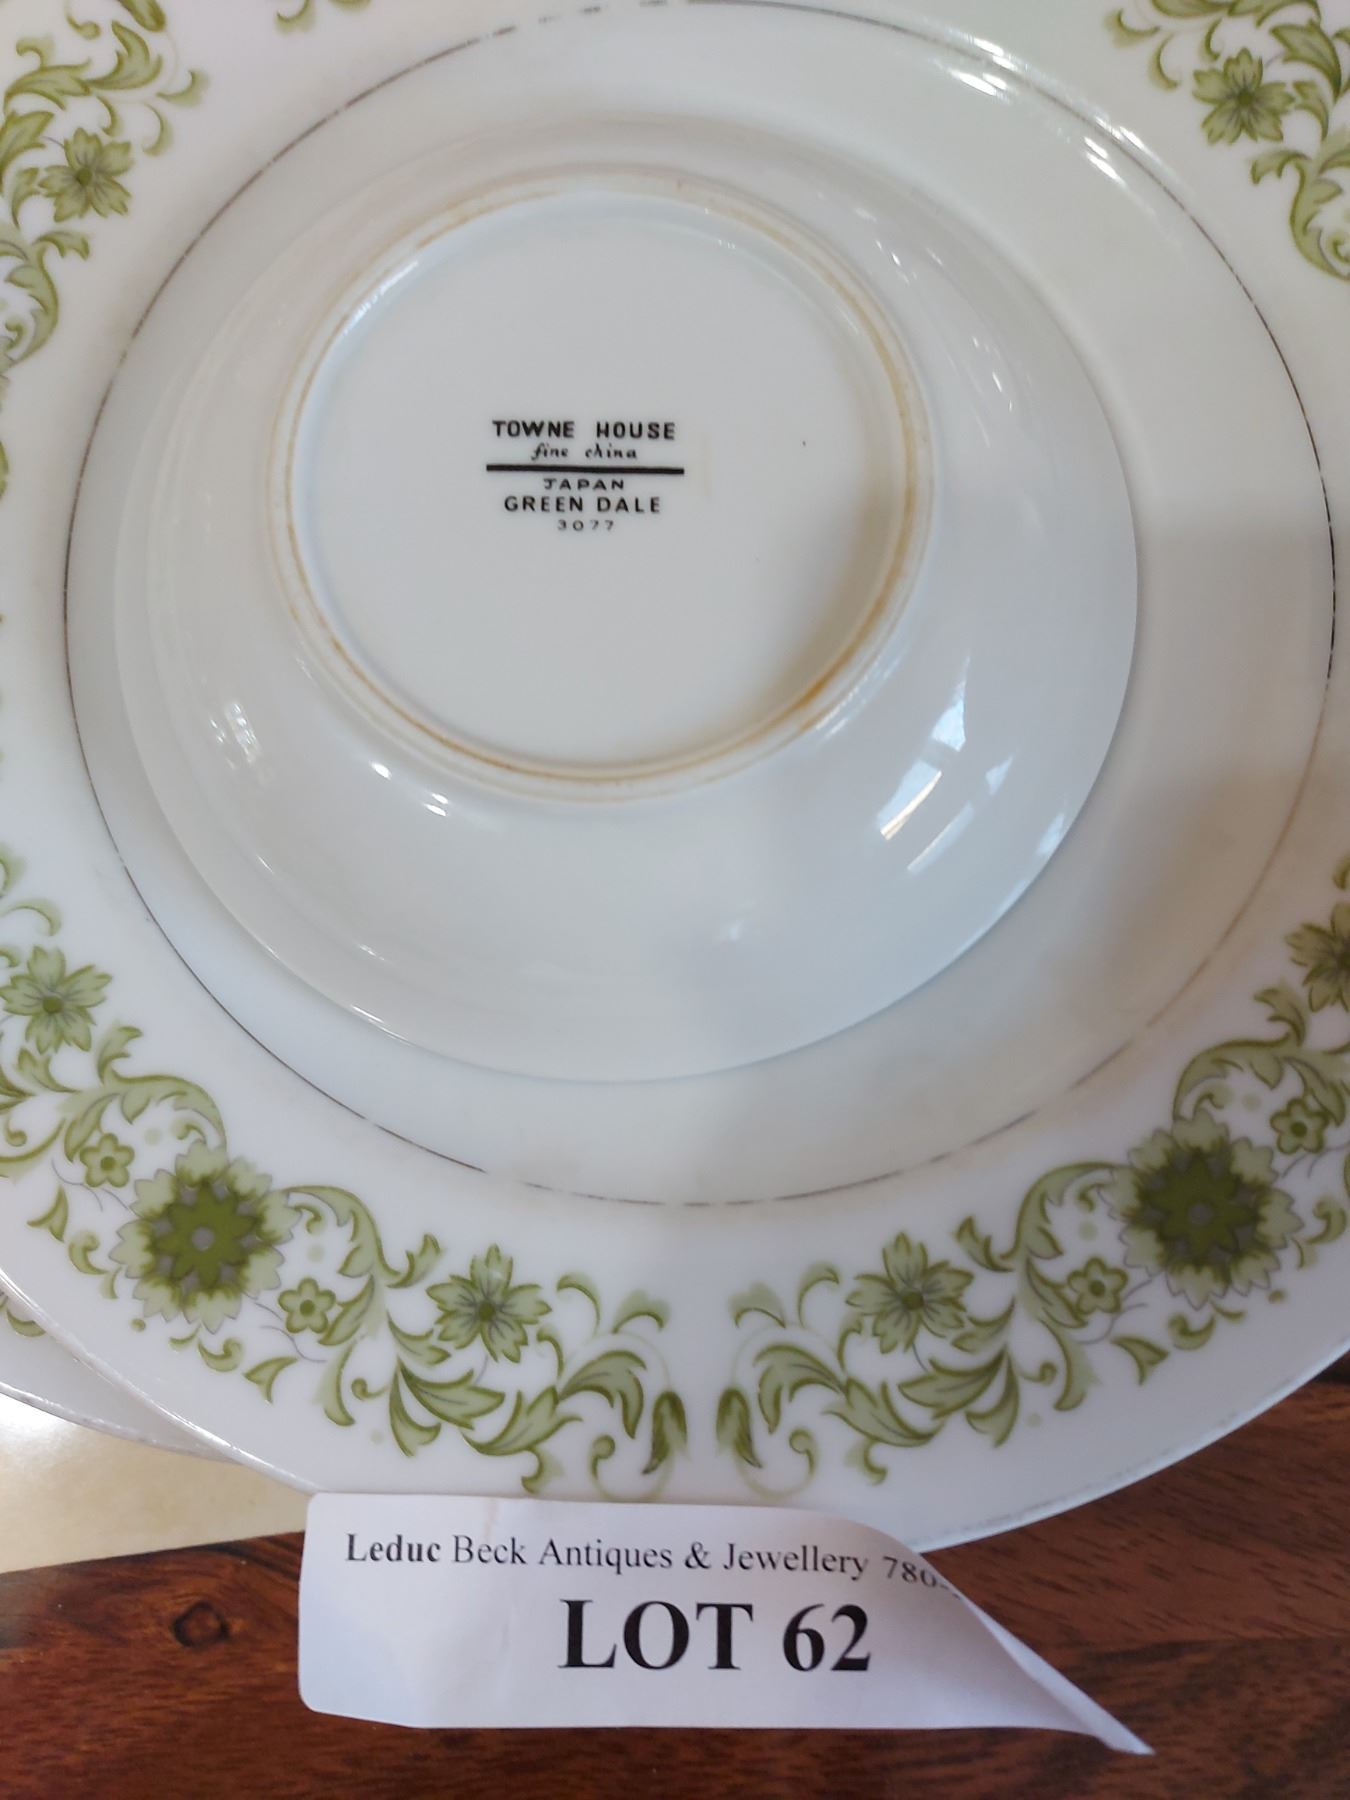 TOWNE HOUSE
fine china
JAPAN
GREEN DALE
3077
Leduc Beck Antiques & Jewellery 780-
LOT 62